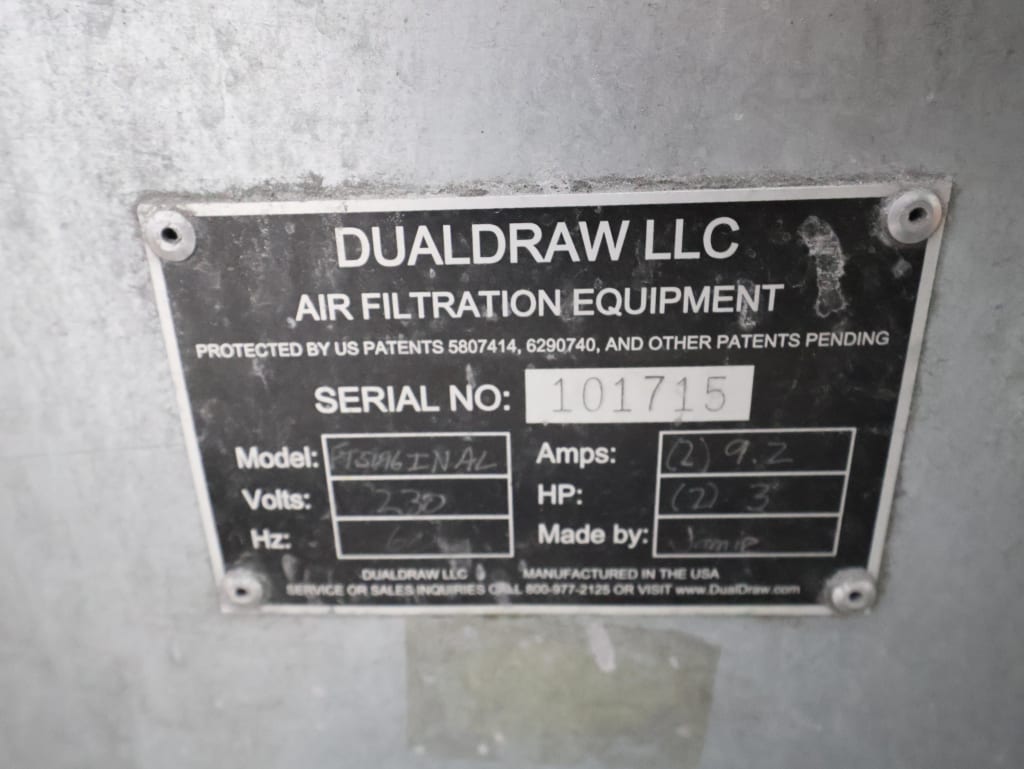 DUALDRAW LLC
AIR FILTRATION EQUIPMENT
PROTECTED BY US PATENTS 5807414, 6290740, AND OTHER PATENTS PENDING
SERIAL NO: 101715
Model:
Amps: (2) 9.2
Volts: 230
HP: (2) 3
Hz:
Made by: Jamie
DUALDRAW LLC MANUFACTURED IN THE USA
SERVICE OR SALES INQUIRIES CALL 800-977-2125 OR VISIT www.DualDraw.com